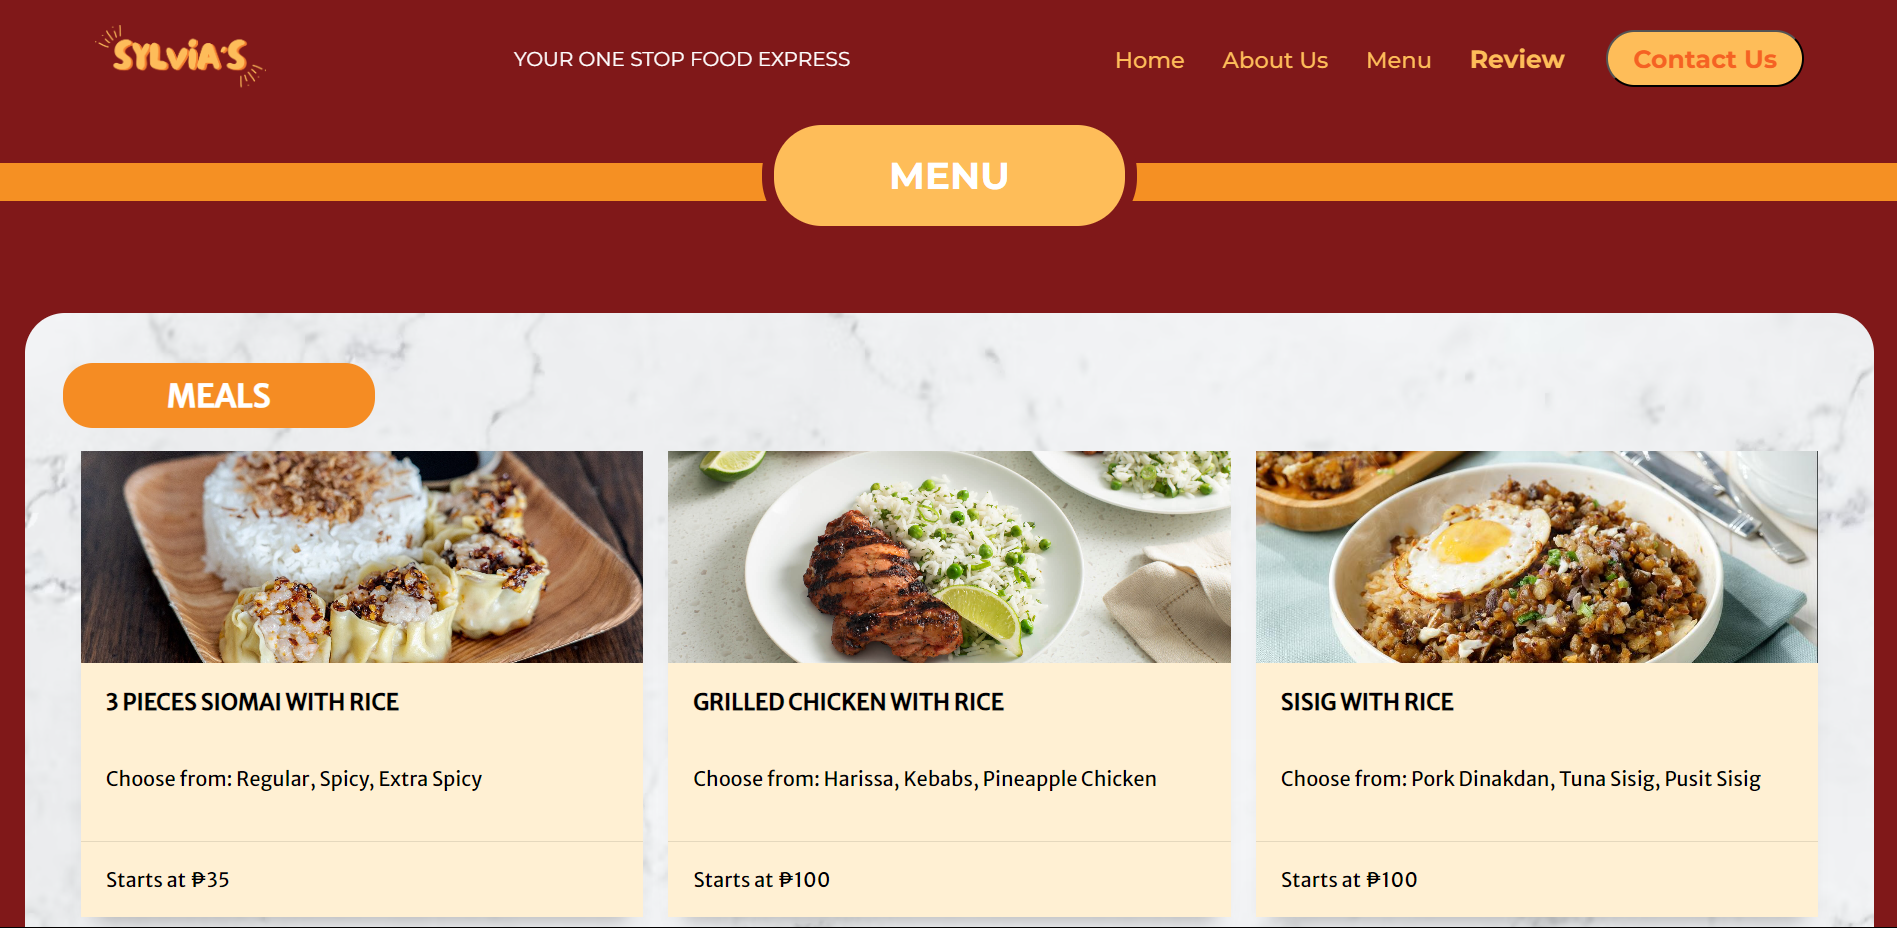 SYLVIA'S
YOUR ONE STOP FOOD EXPRESS
Home About Us Menu Review Contact Us
MENU
MEALS
3 PIECES SIOMAI WITH RICE
Choose from: Regular, Spicy, Extra Spicy
Starts at ₱35
GRILLED CHICKEN WITH RICE
Choose from: Harissa, Kebabs, Pineapple Chicken
Starts at ₱100
SISIG WITH RICE
Choose from: Pork Dinakdan, Tuna Sisig, Pusit Sisig
Starts at ₱100